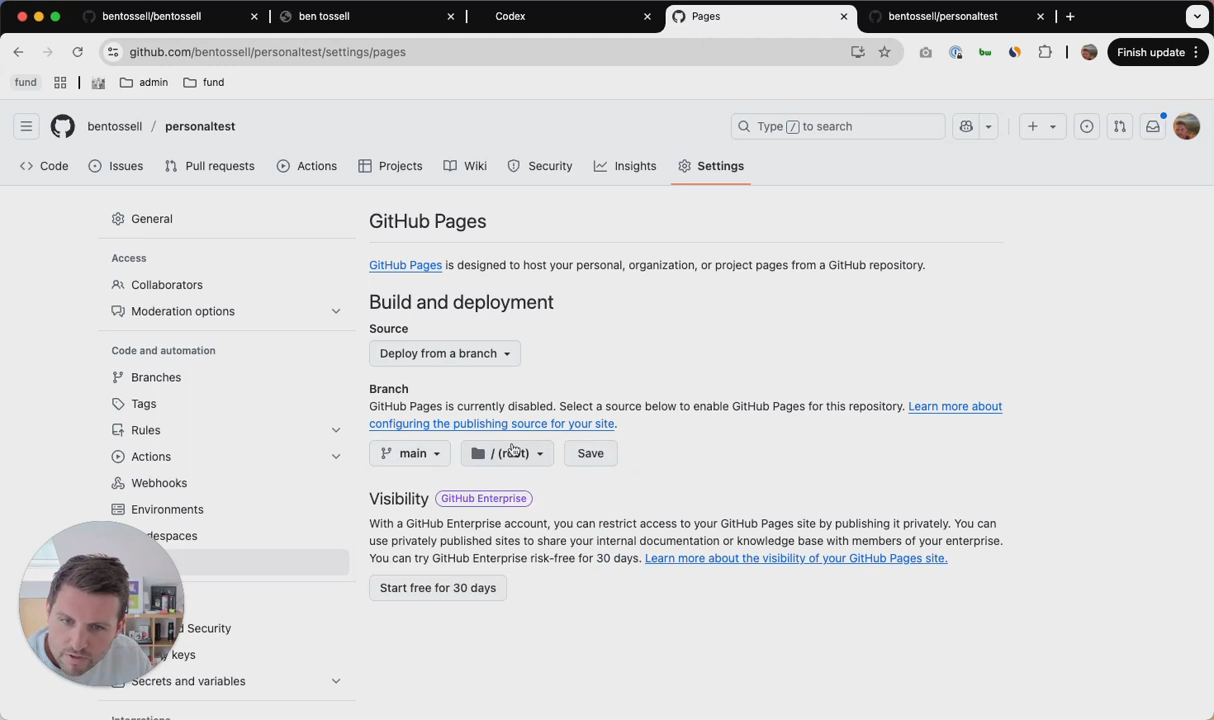 bentossell/bentossell
ben tossell
Codex
Pages
bentossell/personaltest
github.com/bentossell/personaltest/settings/pages
bw
Finish update
fund
admin
fund
bentossell / personaltest
Type / to search
Code
Issues
Pull requests
Actions
Projects
Wiki
Security
Insights
Settings
General
Access
Collaborators
Moderation options
Code and automation
Branches
Tags
Rules
Actions
Webhooks
Environments
espaces
d Security
y keys
Secrets and variables
Integrations
GitHub Pages
GitHub Pages is designed to host your personal, organization, or project pages from a GitHub repository.
Build and deployment
Source
Deploy from a branch
Branch
GitHub Pages is currently disabled. Select a source below to enable GitHub Pages for this repository. Learn more about
configuring the publishing source for your site.
main
/ (root)
Save
Visibility GitHub Enterprise
With a GitHub Enterprise account, you can restrict access to your GitHub Pages site by publishing it privately. You can
use privately published sites to share your internal documentation or knowledge base with members of your enterprise.
You can try GitHub Enterprise risk-free for 30 days. Learn more about the visibility of your GitHub Pages site.
Start free for 30 days